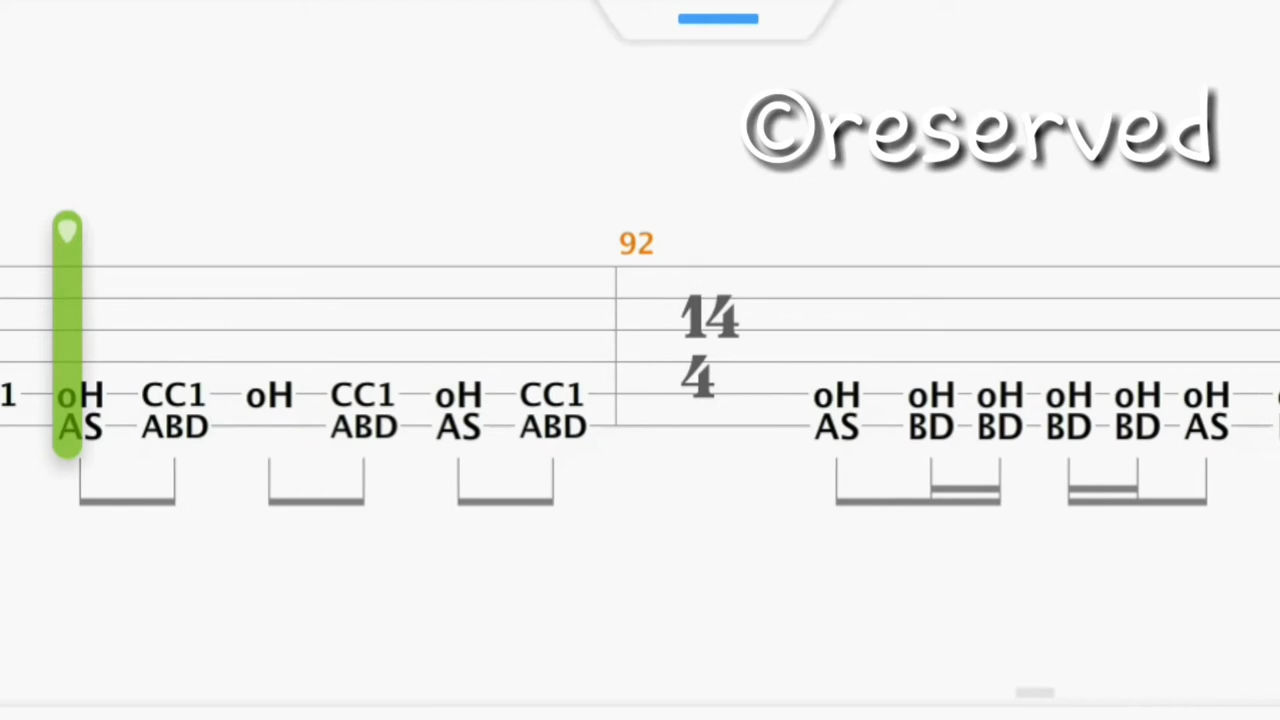 ©reserved
92
14
4
1 oH CC1 oH CC1 oH CC1 oH oH oH oH oH oH
AS ABD ABD AS ABD AS BD BD BD BD AS